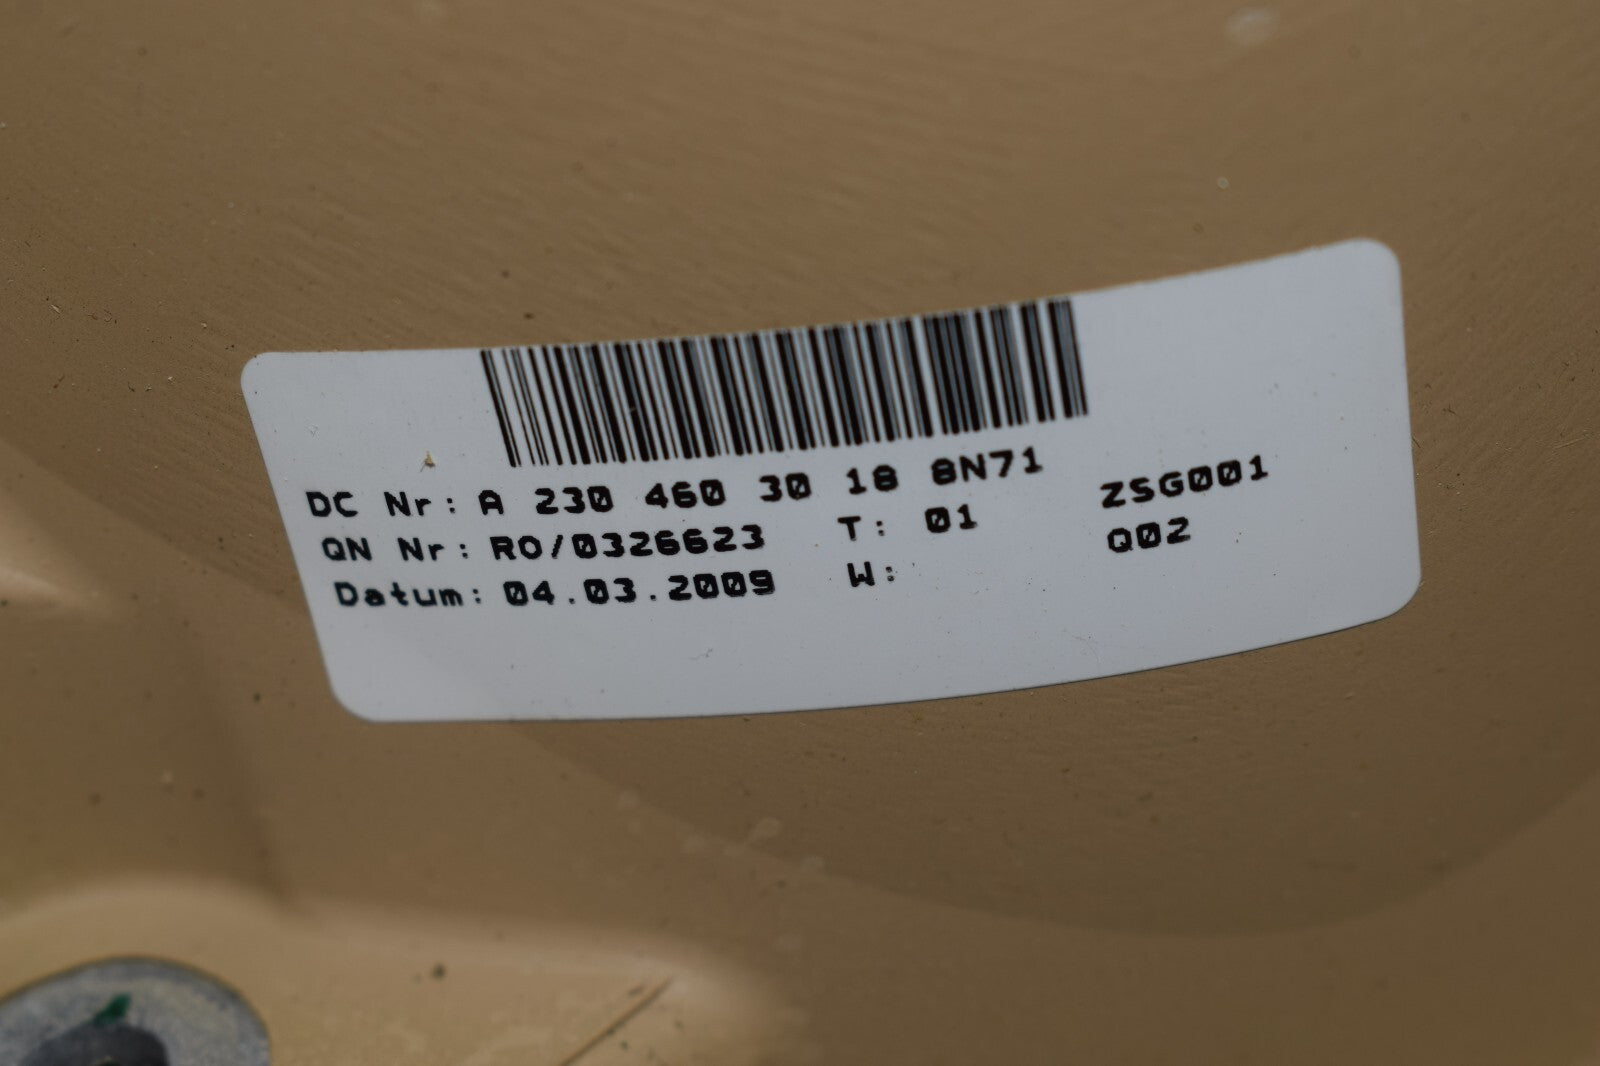 DC Nr: A 230 460 30 18 8N71
QN Nr: RO/0326623 T: 01 ZSG001
Datum: 04.03.2009 W: Q02